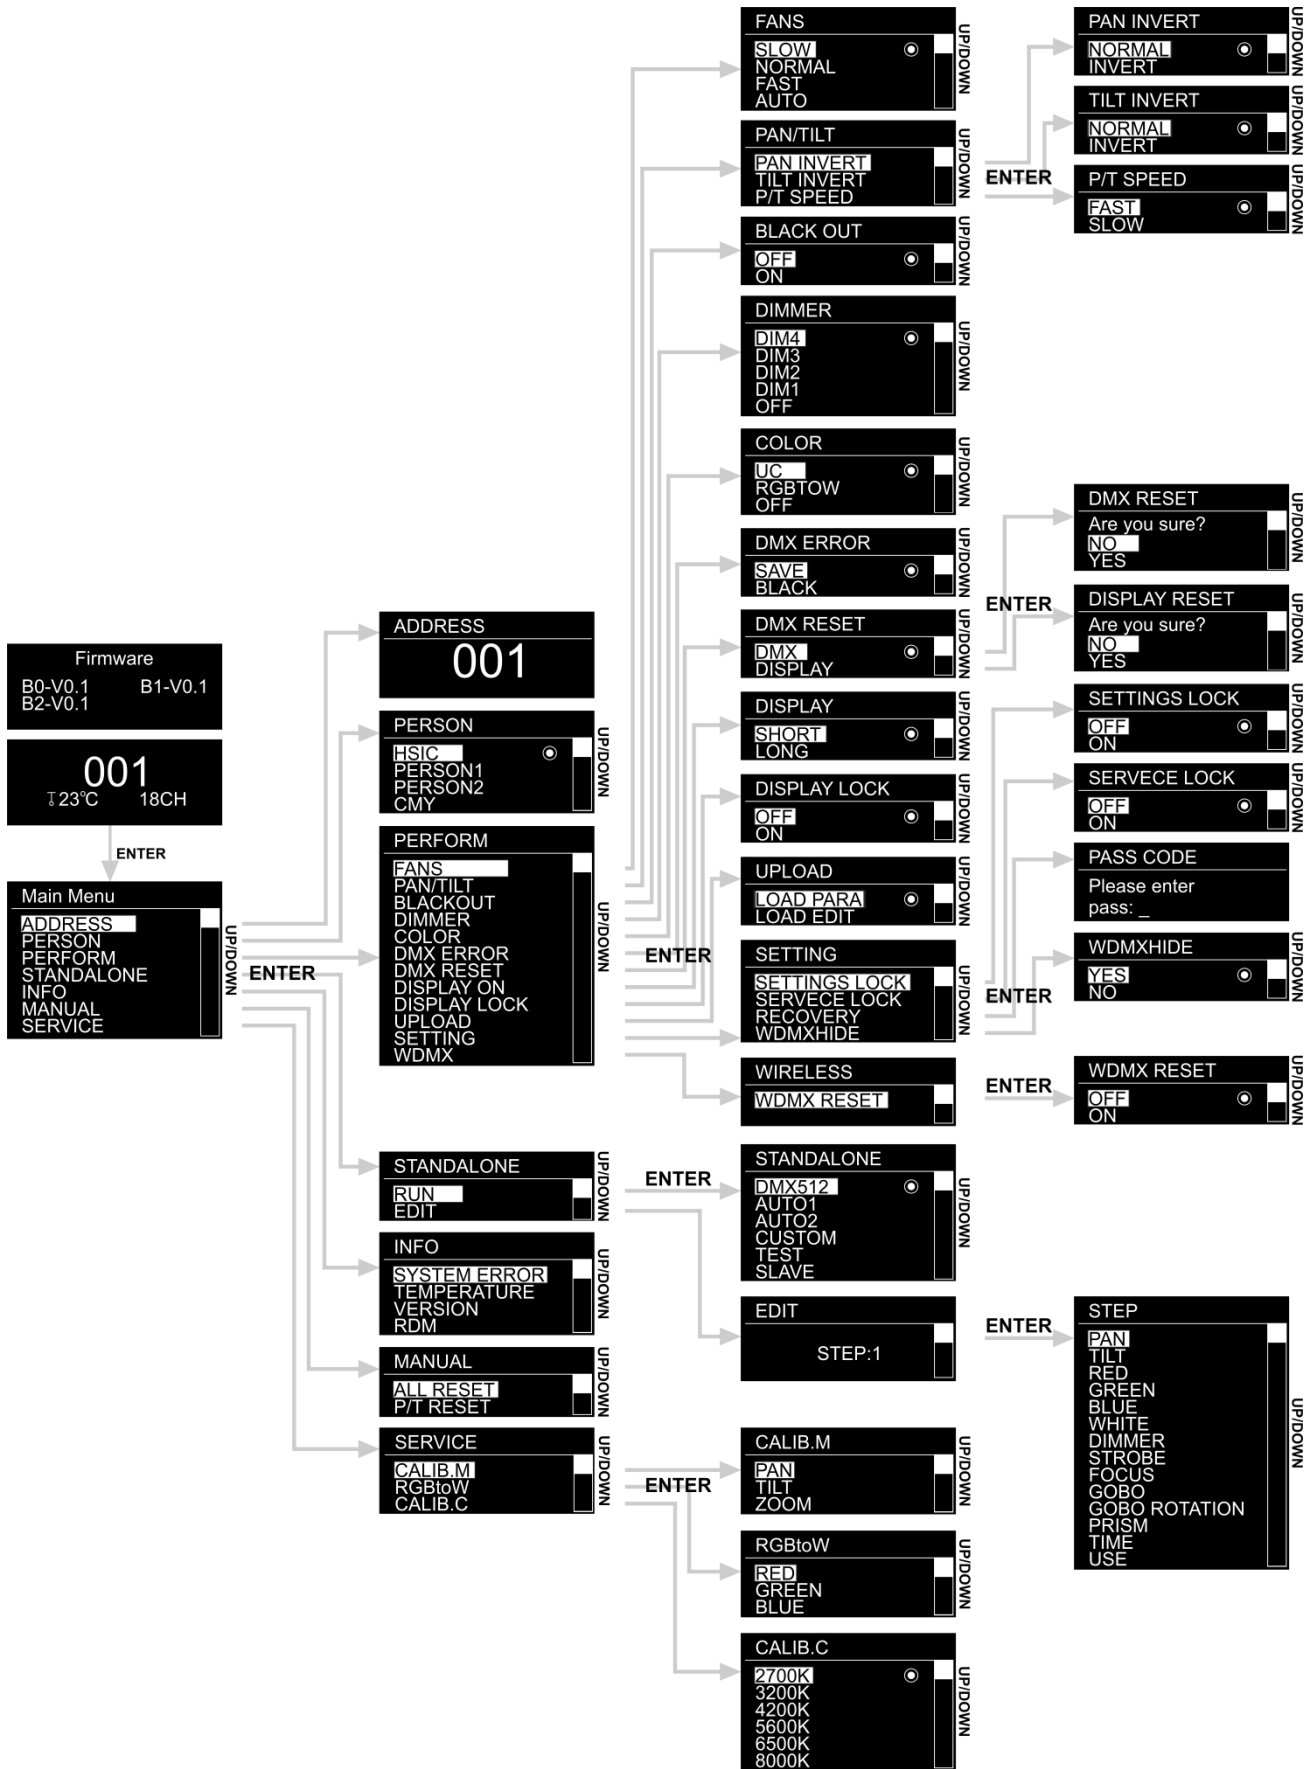 Firmware
B0-V0.1 B1-V0.1
B2-V0.1
001
23°C 18CH
ENTER
Main Menu
ADDRESS
PERSON
PERFORM
STANDALONE
INFO
MANUAL
SERVICE
UP/DOWN
ENTER
ADDRESS
001
PERSON
HSIC
PERSON1
PERSON2
CMY
UP/DOWN
PERFORM
FANS
PAN/TILT
BLACKOUT
DIMMER
COLOR
DMX ERROR
DMX RESET
DISPLAY ON
DISPLAY LOCK
UPLOAD
SETTING
WDMX
UP/DOWN
ENTER
STANDALONE
RUN
EDIT
UP/DOWN
ENTER
INFO
SYSTEM ERROR
TEMPERATURE
VERSION
RDM
UP/DOWN
MANUAL
ALL RESET
P/T RESET
UP/DOWN
SERVICE
CALIB.M
RGBtoW
CALIB.C
UP/DOWN
ENTER
FANS
SLOW
NORMAL
FAST
AUTO
UP/DOWN
PAN/TILT
PAN INVERT
TILT INVERT
P/T SPEED
UP/DOWN
ENTER
BLACK OUT
OFF
ON
UP/DOWN
DIMMER
DIM4
DIM3
DIM2
DIM1
OFF
UP/DOWN
COLOR
UC
RGBTOW
OFF
UP/DOWN
DMX ERROR
SAVE
BLACK
UP/DOWN
DMX RESET
DMX
DISPLAY
UP/DOWN
ENTER
DISPLAY
SHORT
LONG
UP/DOWN
DISPLAY LOCK
OFF
ON
UP/DOWN
UPLOAD
LOAD PARA
LOAD EDIT
UP/DOWN
SETTING
SETTINGS LOCK
SERVECE LOCK
RECOVERY
WDMXHIDE
UP/DOWN
ENTER
WIRELESS
WDMX RESET
ENTER
STANDALONE
DMX512
AUTO1
AUTO2
CUSTOM
TEST
SLAVE
UP/DOWN
EDIT
STEP:1
ENTER
CALIB.M
PAN
TILT
ZOOM
UP/DOWN
RGBtoW
RED
GREEN
BLUE
UP/DOWN
CALIB.C
2700K
3200K
4200K
5600K
6500K
8000K
UP/DOWN
PAN INVERT
NORMAL
INVERT
UP/DOWN
TILT INVERT
NORMAL
INVERT
UP/DOWN
P/T SPEED
FAST
SLOW
UP/DOWN
DMX RESET
Are you sure?
NO
YES
UP/DOWN
DISPLAY RESET
Are you sure?
NO
YES
UP/DOWN
SETTINGS LOCK
OFF
ON
UP/DOWN
SERVECE LOCK
OFF
ON
UP/DOWN
PASS CODE
Please enter
pass: _
WDMXHIDE
YES
NO
UP/DOWN
WDMX RESET
OFF
ON
UP/DOWN
STEP
PAN
TILT
RED
GREEN
BLUE
WHITE
DIMMER
STROBE
FOCUS
GOBO
GOBO ROTATION
PRISM
TIME
USE
UP/DOWN